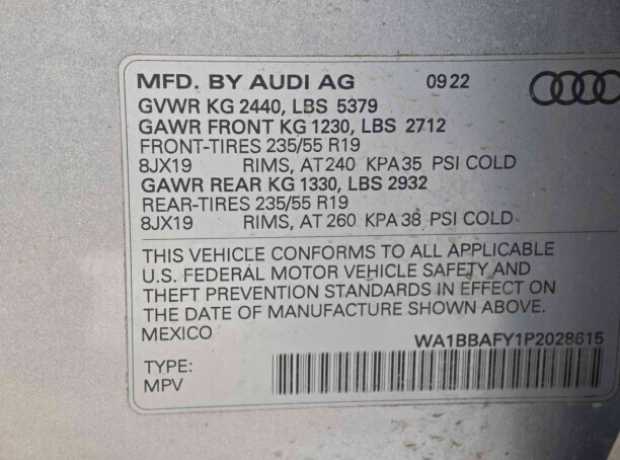 MFD. BY AUDI AG 09 22
GVWR KG 2440, LBS 5379
GAWR FRONT KG 1230, LBS 2712
FRONT-TIRES 235/55 R19
8JX19 RIMS, AT 240 KPA 35 PSI COLD
GAWR REAR KG 1330, LBS 2932
REAR-TIRES 235/55 R19
8JX19 RIMS, AT 260 KPA 38 PSI COLD
THIS VEHICLE CONFORMS TO ALL APPLICABLE
U.S. FEDERAL MOTOR VEHICLE SAFETY AND
THEFT PREVENTION STANDARDS IN EFFECT ON
THE DATE OF MANUFACTURE SHOWN ABOVE.
MEXICO WA1BBAFY1P2028615
TYPE:
MPV